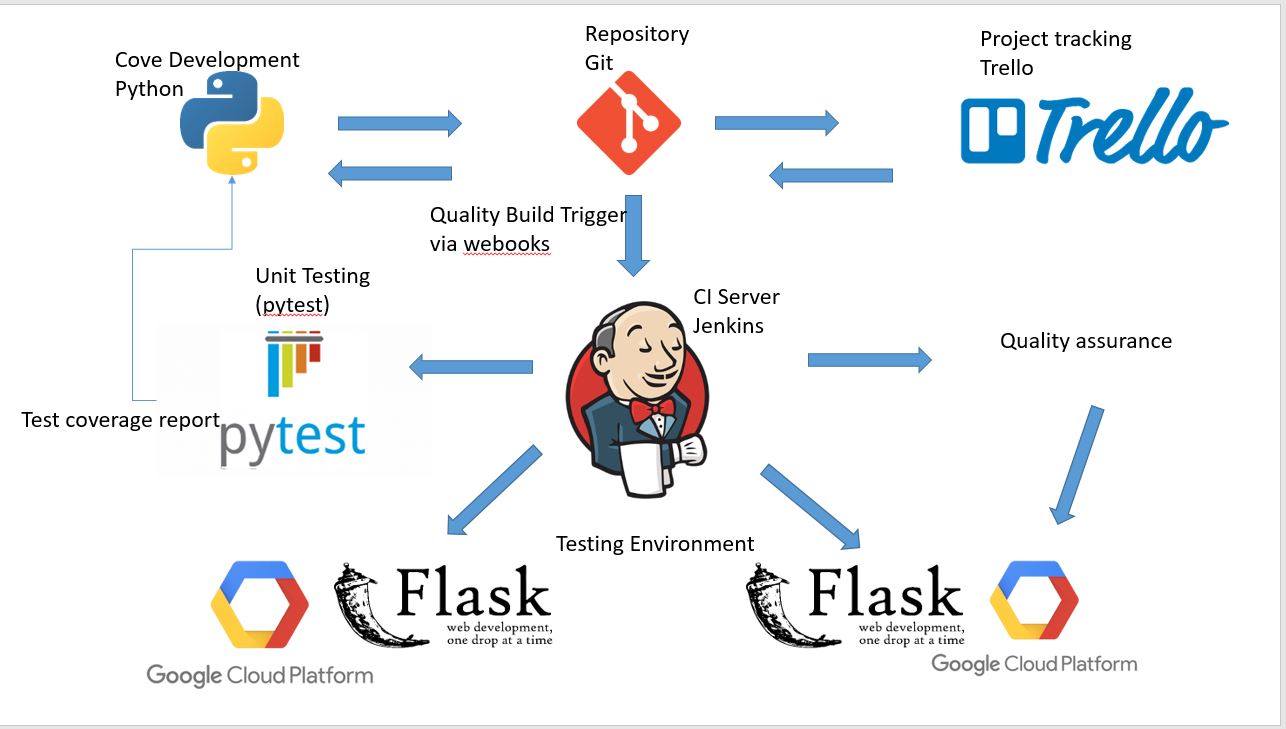 Cove Development
Python
Repository
Git
Project tracking
Trello
Trello
Quality Build Trigger
via webooks
Unit Testing
(pytest)
CI Server
Jenkins
Quality assurance
Test coverage report
pytest
Testing Environment
Google Cloud Platform
Flask
web development,
one drop at a time
Flask
web development,
one drop at a time
Google Cloud Platform